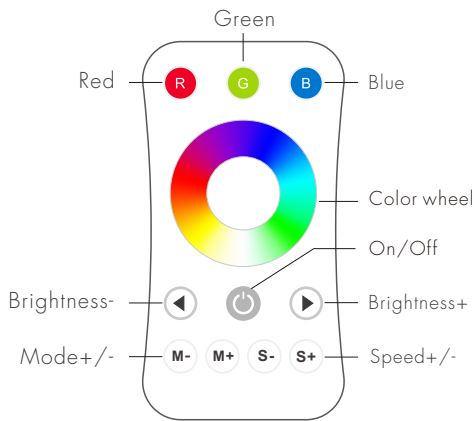 Green
Red R G B Blue
Color wheel
On/Off
Brightness- Brightness+
Mode+/- M- M+ S- S+ Speed+/-